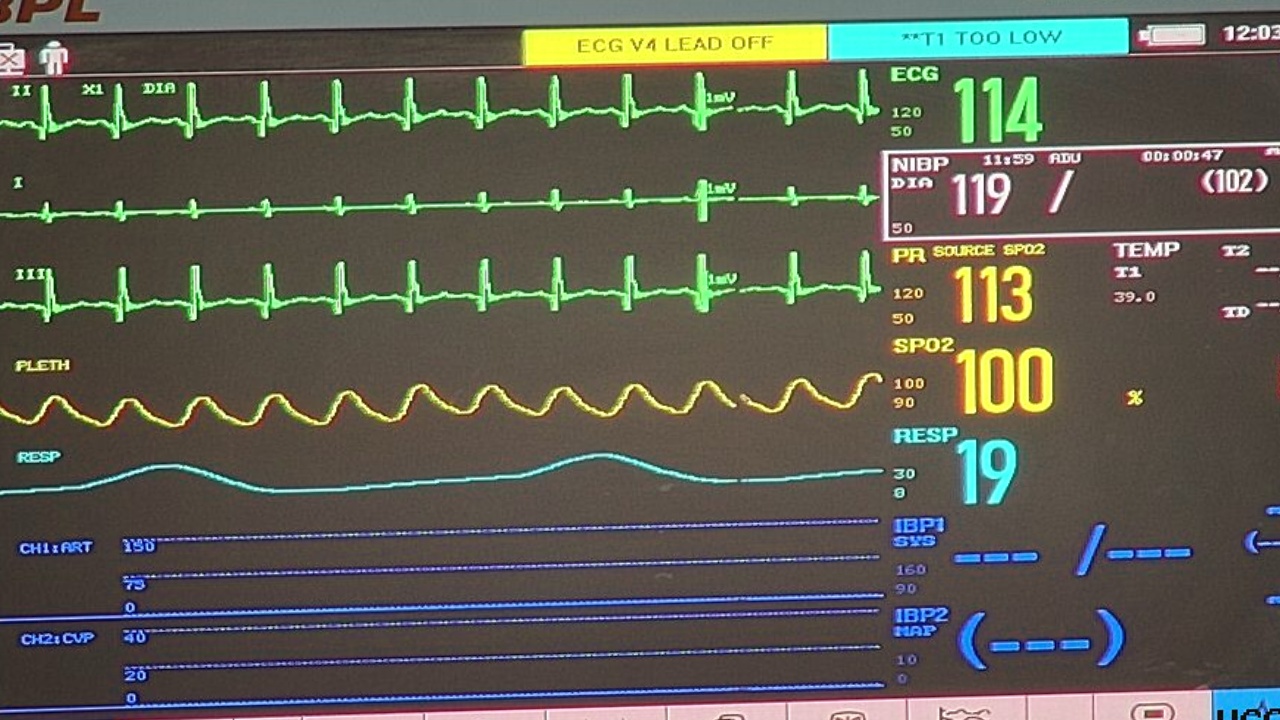 BPL
ECG V4 LEAD OFF
**T1 TOO LOW
12:03
II X1 DIA
1mV
ECG
120
50
114
I
1mV
NIBP 11:59 ADU 00:00:47
DIA 119 / (102)
50
III
1mV
PR SOURCE SPO2
120
50
113
TEMP T2
T1
39.0
TD --
PLETH
SPO2
100
90
100
%
RESP
RESP
30
8
19
CH1:ART
150
75
0
IBP1
SYS
160
90
--- /---
CH2:CVP
40
20
0
IBP2
MAP
10
0
(---)